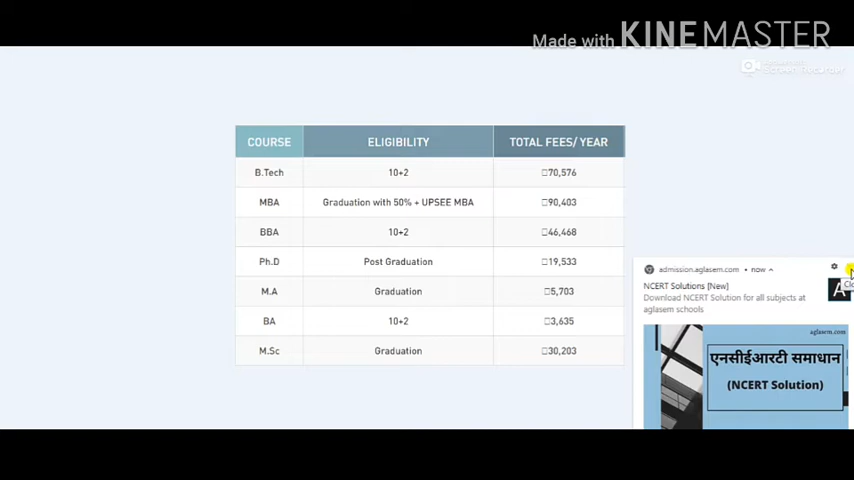 Made with KINEMASTER
Screen Recorder
COURSE ELIGIBILITY TOTAL FEES/ YEAR
B.Tech 10+2 □70,576
MBA Graduation with 50% + UPSEE MBA □90,403
BBA 10+2 □46,468
Ph.D Post Graduation □19,533
M.A Graduation □5,703
BA 10+2 □3,635
M.Sc Graduation □30,203
admission.aglasem.com • now
NCERT Solutions [New]
Download NCERT Solution for all subjects at
aglasem schools
A
Clo
aglasem.com
एनसीईआरटी समाधान
(NCERT Solution)